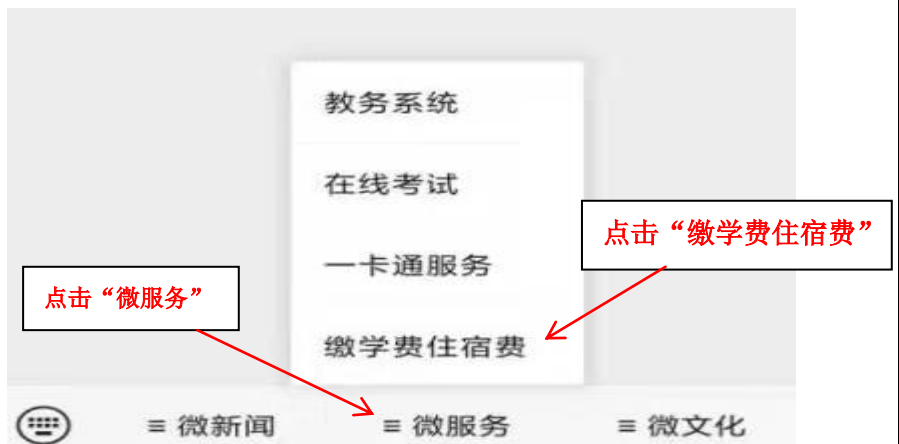 教务系统
在线考试
点击“缴学费住宿费”
一卡通服务
点击“微服务”
缴学费住宿费
≡ 微新闻
≡ 微服务
≡ 微文化